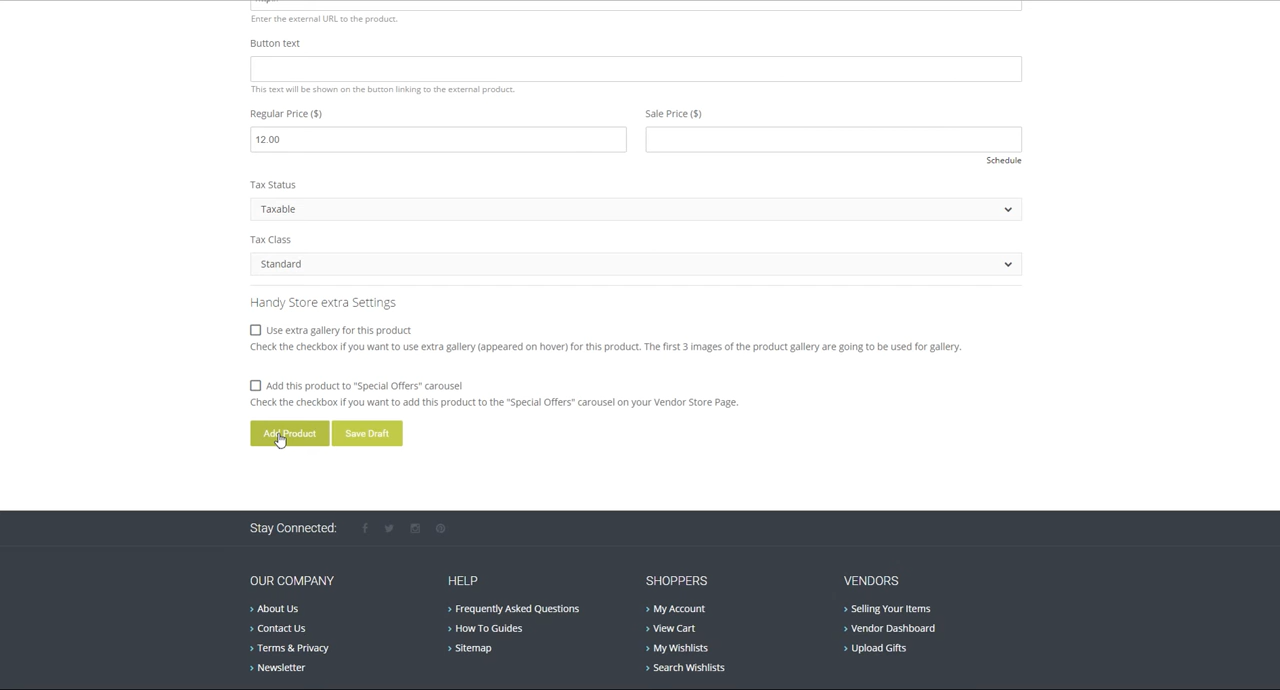 Enter the external URL to the product.
Button text
This text will be shown on the button linking to the external product.
Regular Price ($)
Sale Price ($)
12.00
Schedule
Tax Status
Taxable
Tax Class
Standard
Handy Store extra Settings
Use extra gallery for this product
Check the checkbox if you want to use extra gallery (appeared on hover) for this product. The first 3 images of the product gallery are going to be used for gallery.
Add this product to "Special Offers" carousel
Check the checkbox if you want to add this product to the "Special Offers" carousel on your Vendor Store Page.
Add Product
Save Draft
Stay Connected:
OUR COMPANY
HELP
SHOPPERS
VENDORS
› About Us
› Frequently Asked Questions
› My Account
› Selling Your Items
› Contact Us
› How To Guides
› View Cart
› Vendor Dashboard
› Terms & Privacy
› Sitemap
› My Wishlists
› Upload Gifts
› Newsletter
› Search Wishlists